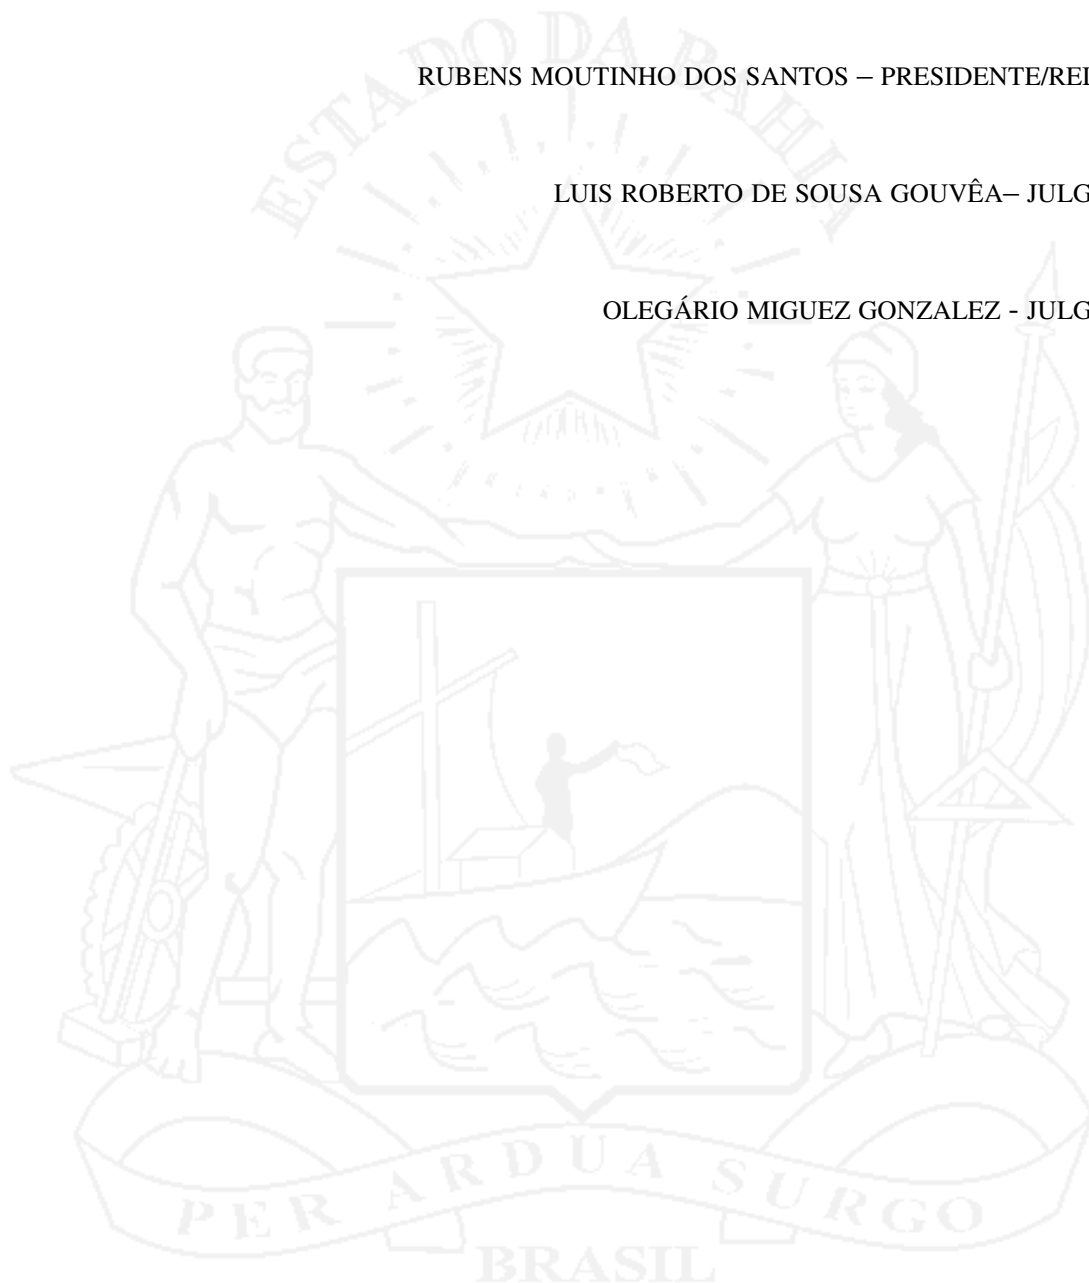 ESTADO DA BAHIA
RUBENS MOUTINHO DOS SANTOS – PRESIDENTE/REL
LUIS ROBERTO DE SOUSA GOUVÊA– JULG
OLEGÁRIO MIGUEZ GONZALEZ - JULG
PER ARDUA SURGO
BRASIL